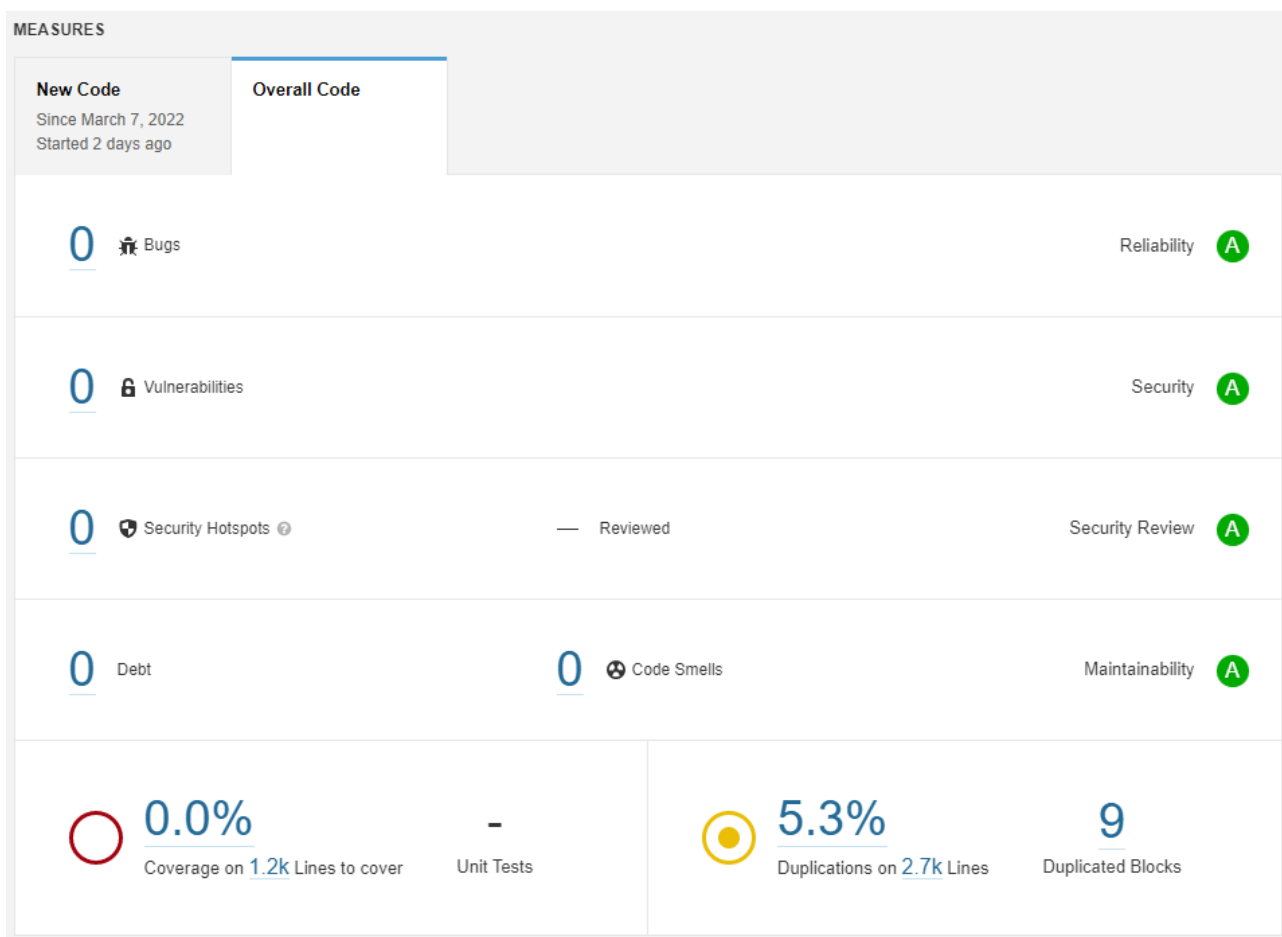 MEASURES
New Code
Since March 7, 2022
Started 2 days ago
Overall Code
0 Bugs Reliability A
0 Vulnerabilities Security A
0 Security Hotspots ? — Reviewed Security Review A
0 Debt 0 Code Smells Maintainability A
0.0% - 5.3% 9
Coverage on 1.2k Lines to cover Unit Tests Duplications on 2.7k Lines Duplicated Blocks